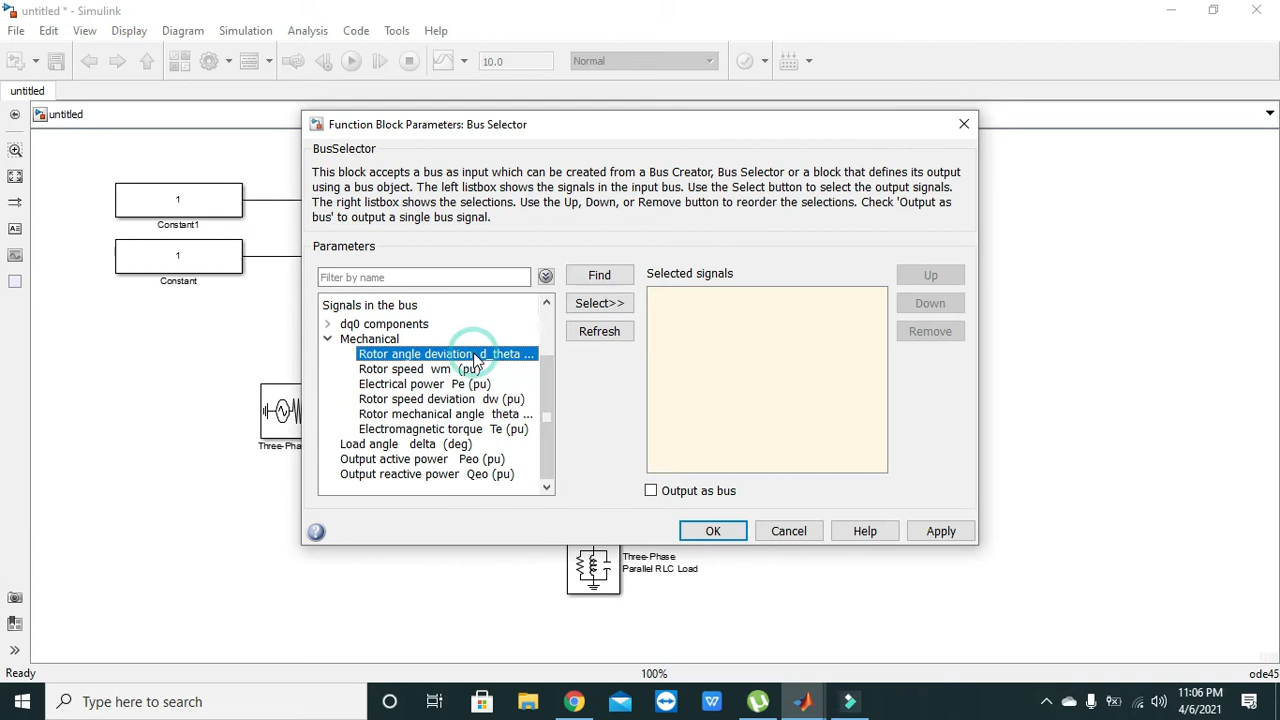 untitled * - Simulink
File Edit View Display Diagram Simulation Analysis Code Tools Help
10.0 Normal
untitled
untitled
Function Block Parameters: Bus Selector
BusSelector
This block accepts a bus as input which can be created from a Bus Creator, Bus Selector or a block that defines its output
using a bus object. The left listbox shows the signals in the input bus. Use the Select button to select the output signals.
The right listbox shows the selections. Use the Up, Down, or Remove button to reorder the selections. Check 'Output as
bus' to output a single bus signal.
Parameters
Filter by name
Find
Select>>
Refresh
Signals in the bus
dq0 components
Mechanical
Rotor angle deviation d_theta ...
Rotor speed wm (pu)
Electrical power Pe (pu)
Rotor speed deviation dw (pu)
Rotor mechanical angle theta ...
Electromagnetic torque Te (pu)
Load angle delta (deg)
Output active power Peo (pu)
Output reactive power Qeo (pu)
Selected signals
Up
Down
Remove
Output as bus
OK Cancel Help Apply
1
Constant1
1
Constant
Three-Pha
Three-Phase
Parallel RLC Load
Ready 100% ode45
Type here to search
11:06 PM
4/6/2021